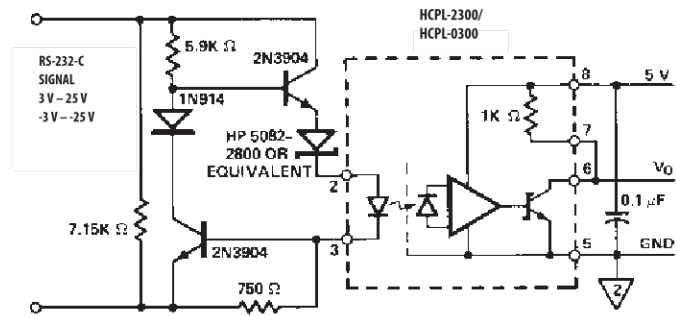 HCPL-2300/
HCPL-0300
RS-232-C
SIGNAL
3 V – 25 V
-3 V – -25 V
5.9K Ω
2N3904
1N914
HP 5082-
2800 OR
EQUIVALENT
2
3
7.15K Ω
2N3904
750 Ω
8
5 V
1K Ω
7
6
VO
0.1 μF
5
GND
2